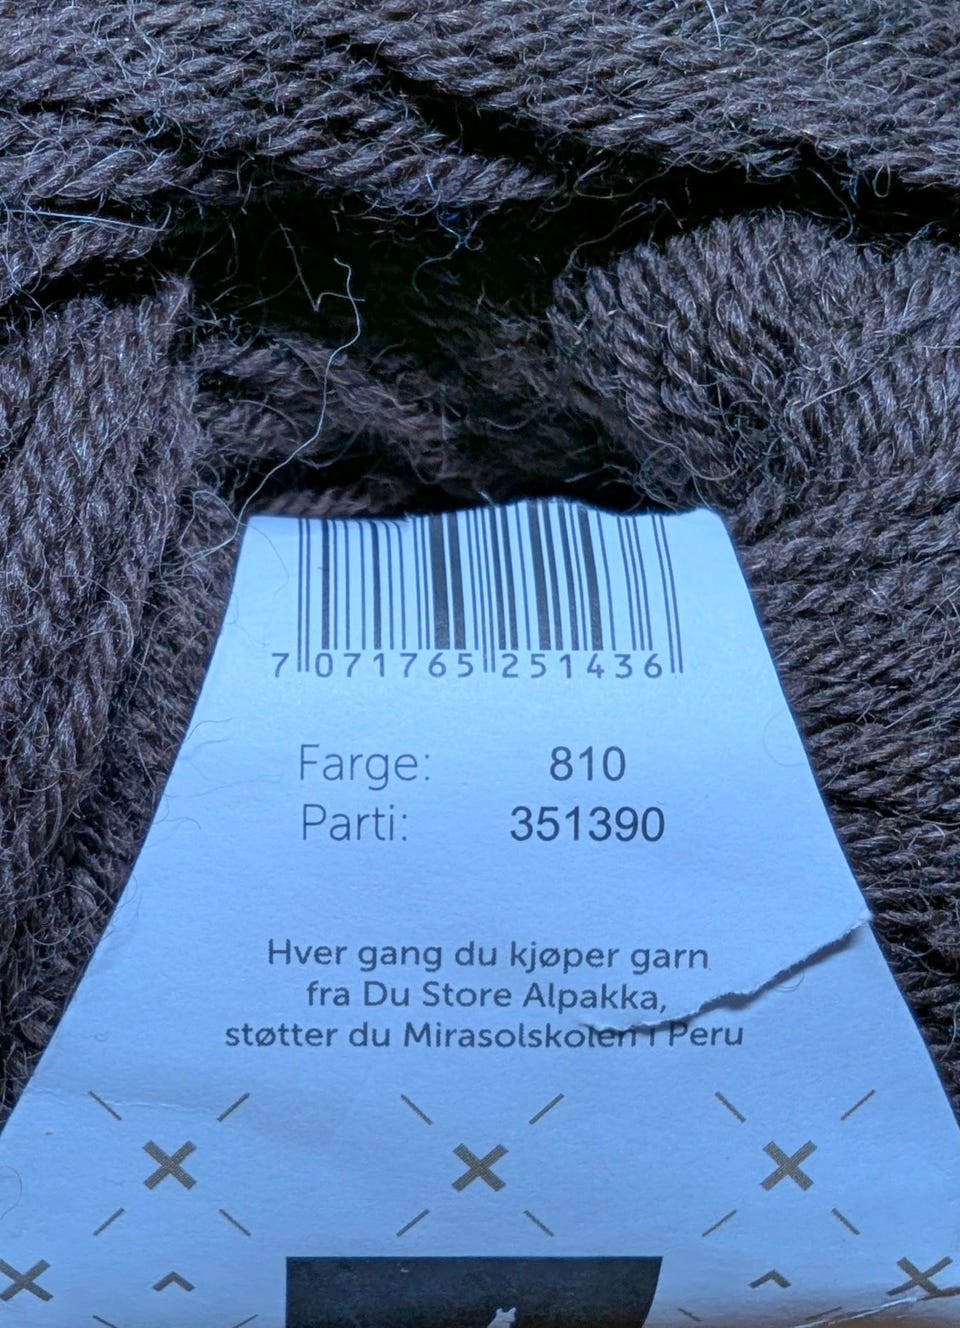 7 071765 251436
Farge: 810
Parti: 351390
Hver gang du kjøper garn
fra Du Store Alpakka,
støtter du Mirasolskolen i Peru